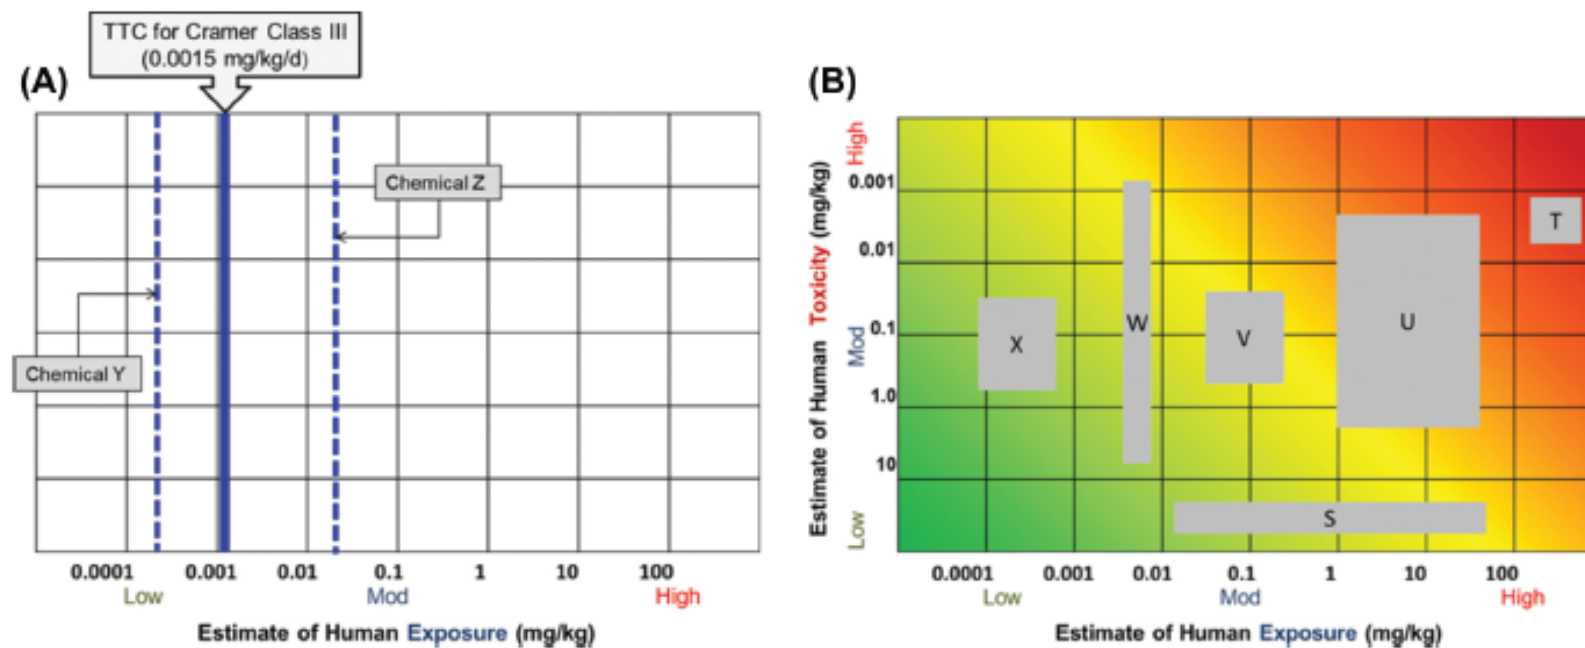 TTC for Cramer Class III
(0.0015 mg/kg/d)
(A)
Chemical Z
Chemical Y
0.0001 0.001 0.01 0.1 1 10 100
Low Mod High
Estimate of Human Exposure (mg/kg)
(B)
Estimate of Human Toxicity (mg/kg)
High
Mod
Low
0.001
0.01
0.1
1.0
10
T
X
W
V
U
S
0.0001 0.001 0.01 0.1 1 10 100
Low Mod High
Estimate of Human Exposure (mg/kg)